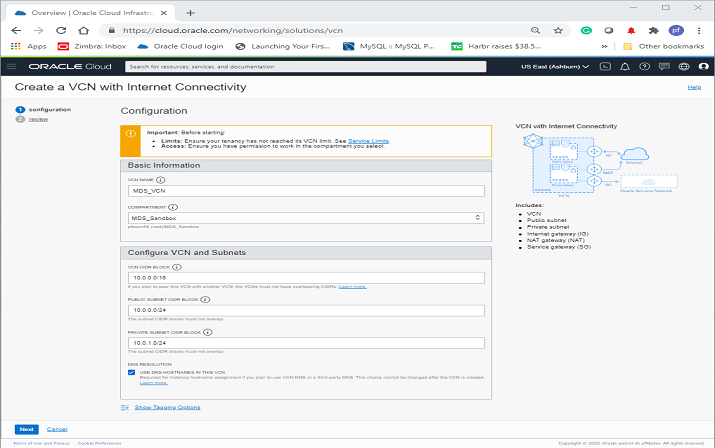 Overview | Oracle Cloud Infrastru
https://cloud.oracle.com/networking/solutions/vcn
Apps
Zimbra: Inbox
Oracle Cloud login
Launching Your Firs...
MySQL :: MySQL P...
Harbr raises $38.5...
»
Other bookmarks
ORACLE Cloud
Search for resources, services, and documentation
US East (Ashburn)
Create a VCN with Internet Connectivity
Help
1 configuration
2 review
Configuration
Important: Before starting:
• Limits: Ensure your tenancy has not reached its VCN limit. See Service Limits.
• Access: Ensure you have permission to work in the compartment you select.
Basic Information
VCN NAME
MDS_VCN
COMPARTMENT
MDS_Sandbox
Configure VCN and Subnets
VCN CIDR BLOCK
10.0.0.0/16
If you plan to peer this VCN with another VCN, the VCNs must not have overlapping CIDRs. Learn more.
PUBLIC SUBNET CIDR BLOCK
10.0.0.0/24
The subnet CIDR blocks must not overlap.
PRIVATE SUBNET CIDR BLOCK
10.0.1.0/24
The subnet CIDR blocks must not overlap.
DNS RESOLUTION
USE DNS HOSTNAMES IN THIS VCN
Required for instance hostname assignment if you plan to use VCN DNS or a third-party DNS. This choice cannot be changed after the VCN is created.
Learn more.
Show Tagging Options
VCN with Internet Connectivity
IG
Internet
NAT
SG
Oracle Services Network
VCN
Includes:
• VCN
• Public subnet
• Private subnet
• Internet gateway (IG)
• NAT gateway (NAT)
• Service gateway (SG)
Next
Cancel
Terms of Use and Privacy
Cookie Preferences
Copyright © 2020, Oracle and/or its affiliates. All rights reserved.